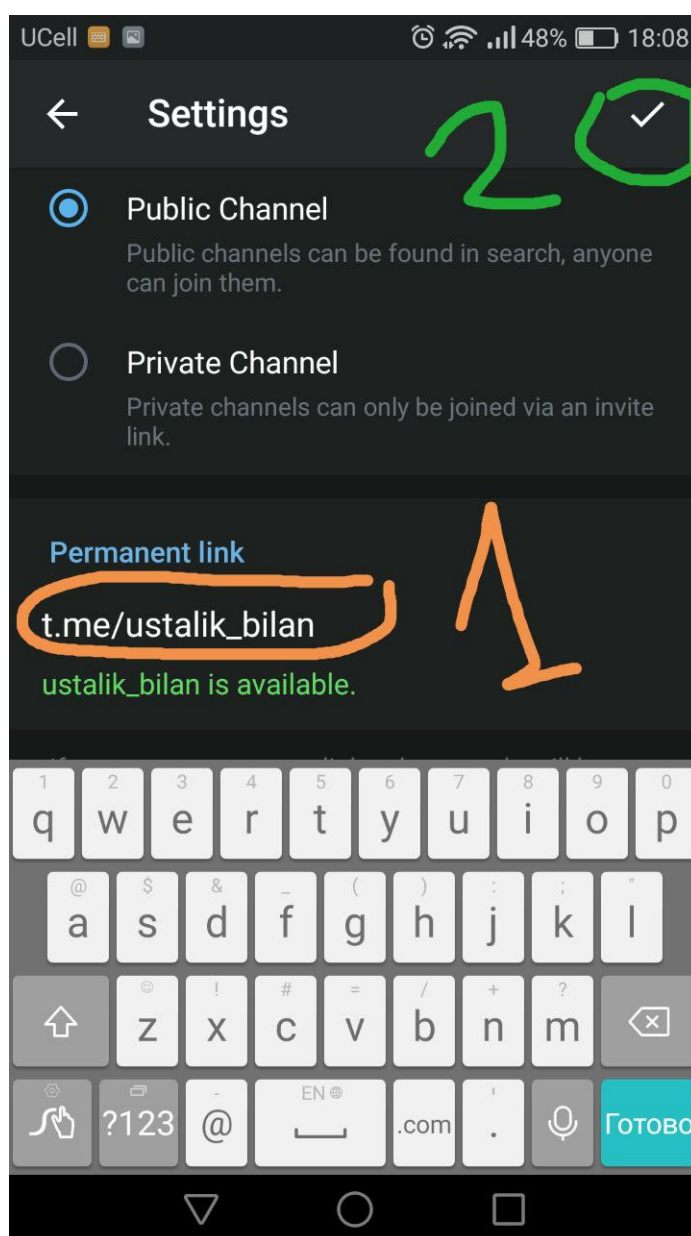 UCell 48% 18:08
Settings
2
Public Channel
Public channels can be found in search, anyone
can join them.
Private Channel
Private channels can only be joined via an invite
link.
1
Permanent link
t.me/ustalik_bilan
ustalik_bilan is available.
1 2 3 4 5 6 7 8 9 0
q w e r t y u i o p
@ $ & _ ( ) : ; "
a s d f g h j k l
! # = / + ?
z x c v b n m
- EN '
?123 @ .com . Готово